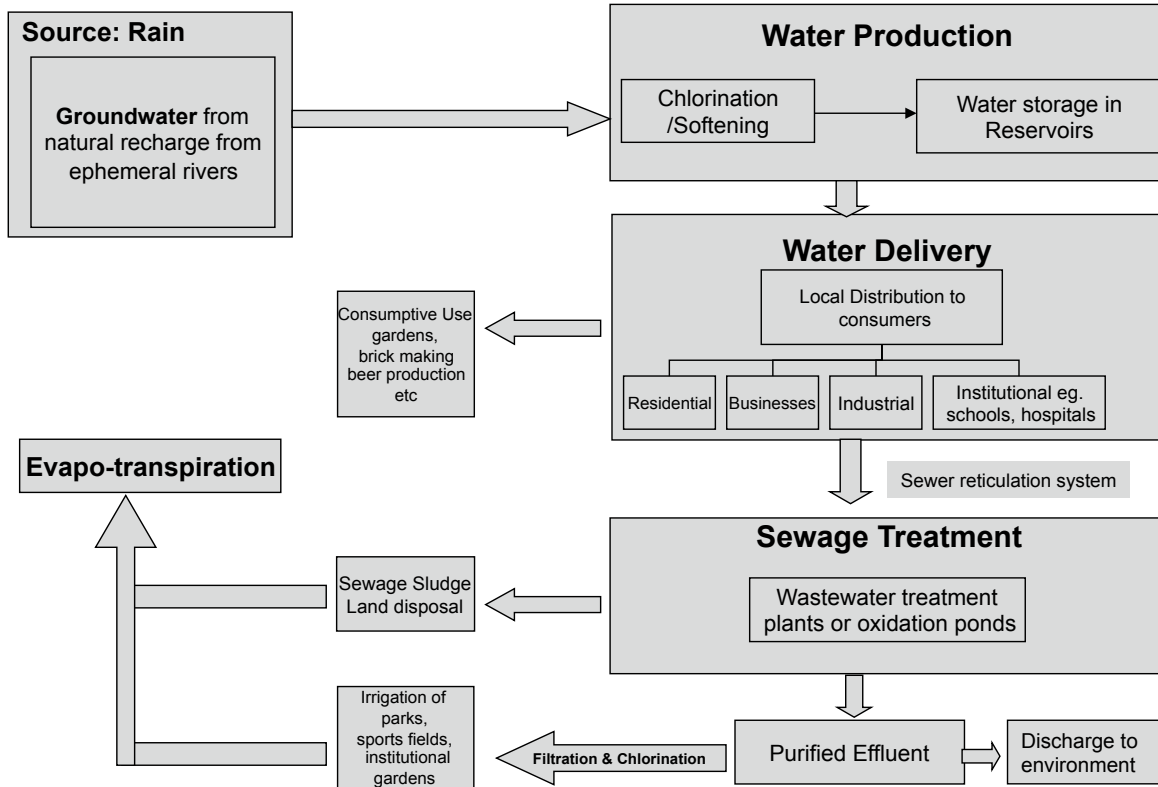 Source: Rain
Groundwater from
natural recharge from
ephemeral rivers
Water Production
Chlorination
/Softening
Water storage in
Reservoirs
Water Delivery
Local Distribution to
consumers
Residential
Businesses
Industrial
Institutional eg.
schools, hospitals
Consumptive Use
gardens,
brick making
beer production
etc
Evapo-transpiration
Sewer reticulation system
Sewage Treatment
Wastewater treatment
plants or oxidation ponds
Sewage Sludge
Land disposal
Irrigation of
parks,
sports fields,
institutional
gardens
Filtration & Chlorination
Purified Effluent
Discharge to
environment